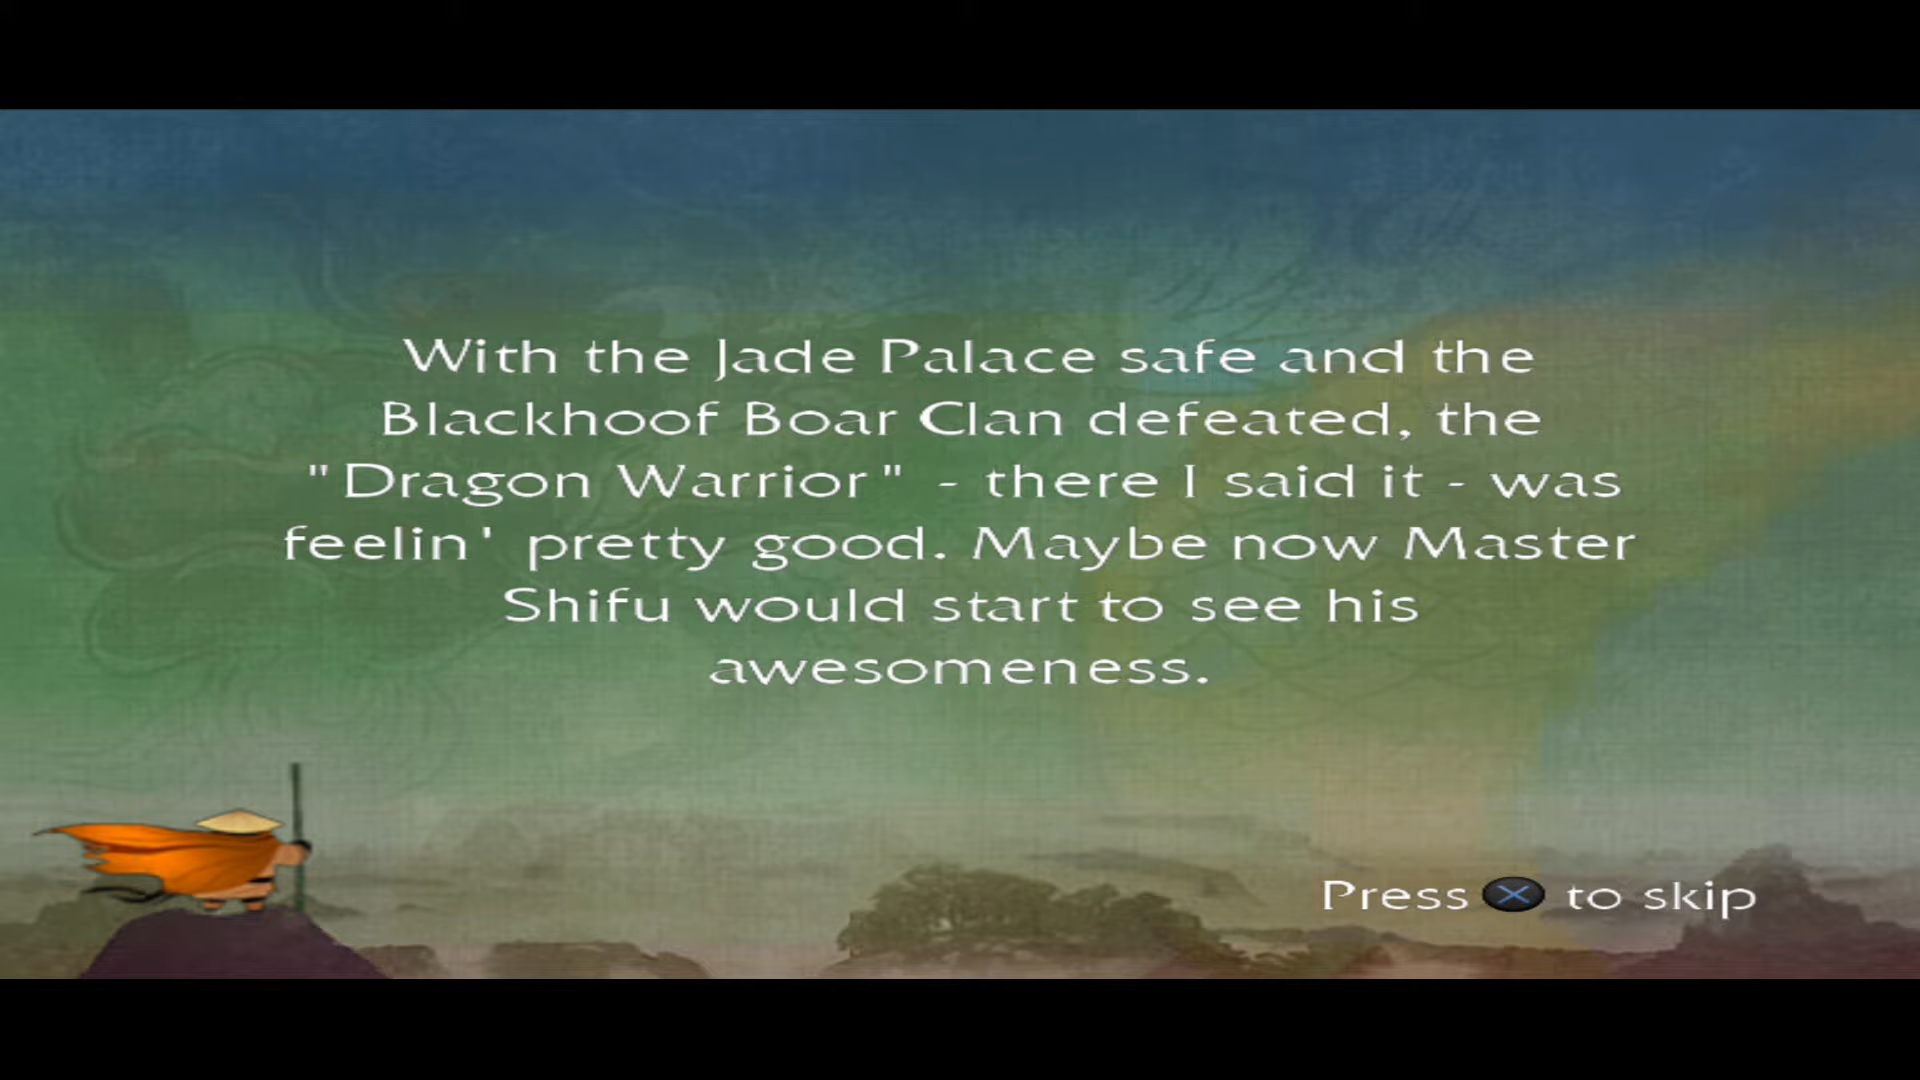 With the Jade Palace safe and the
Blackhoof Boar Clan defeated, the
"Dragon Warrior" - there I said it - was
feelin' pretty good. Maybe now Master
Shifu would start to see his
awesomeness.
Press to skip